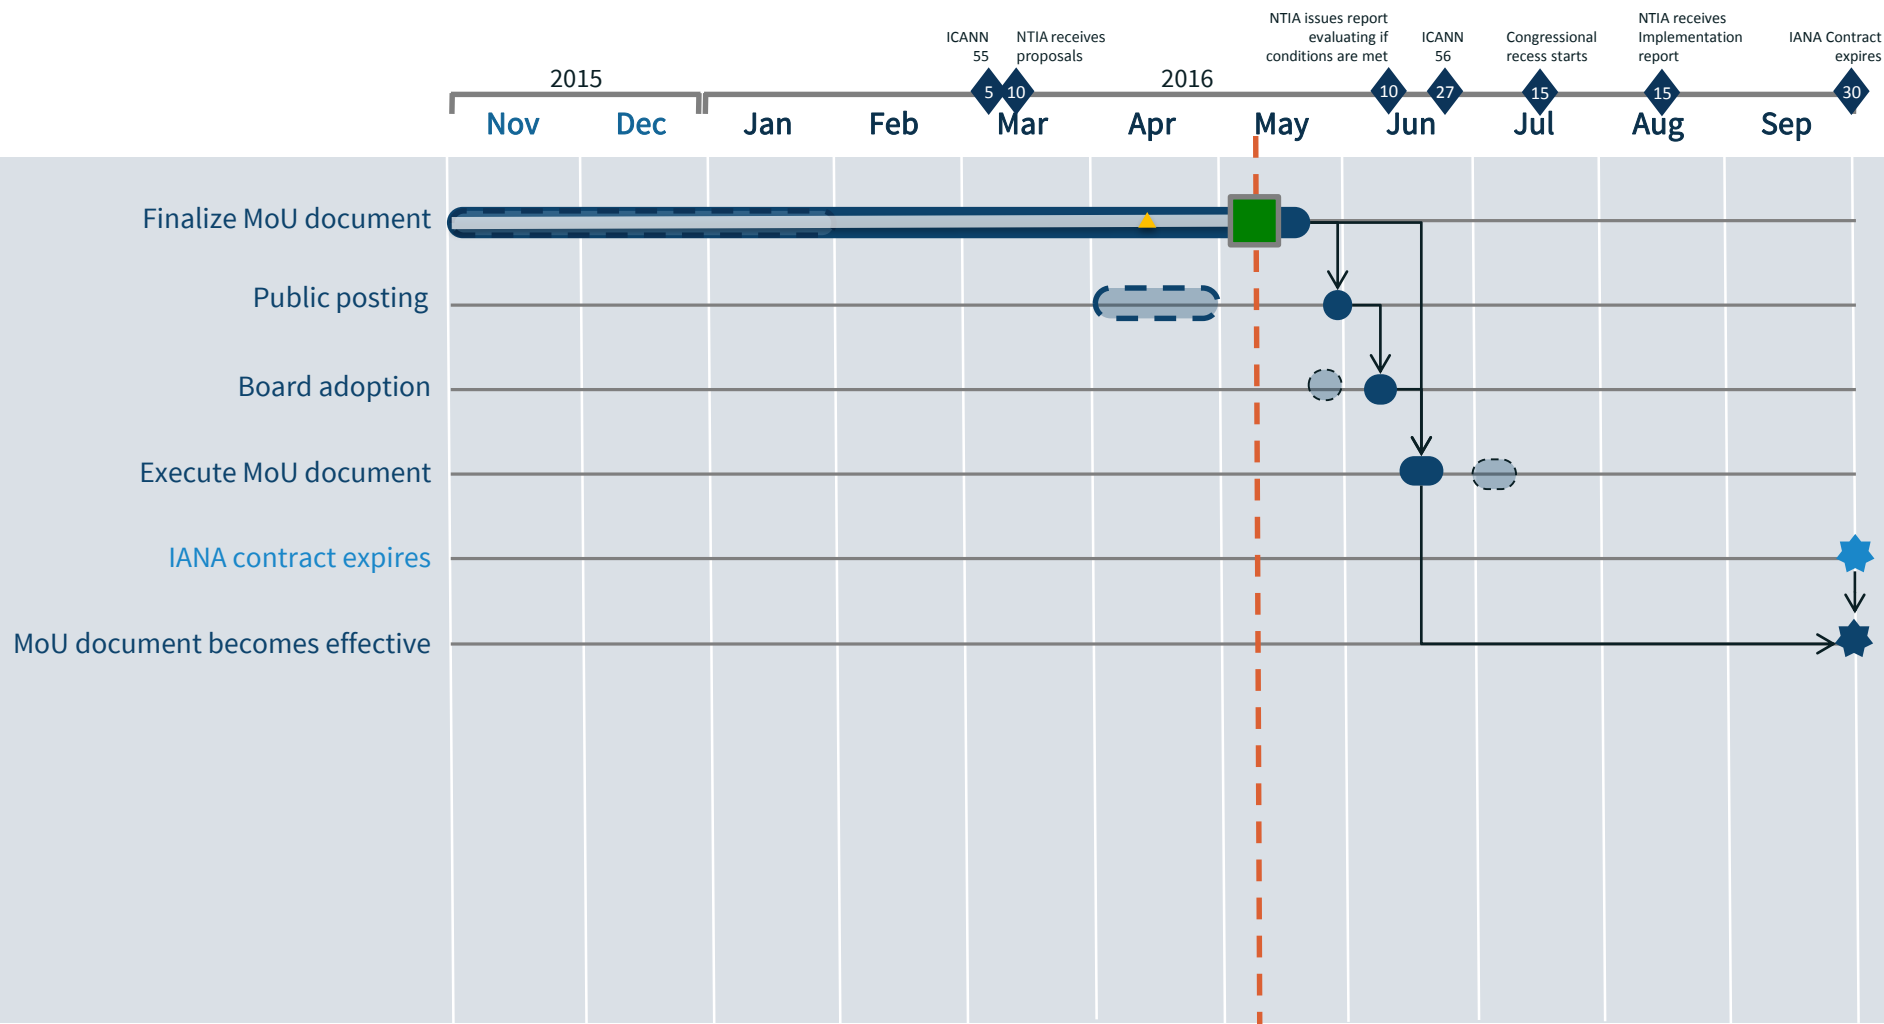 NTIA issues report
evaluating if
conditions are met
NTIA receives
Implementation
report
ICANN
55
NTIA receives
proposals
ICANN
56
Congressional
recess starts
IANA Contract
expires
2015
2016
5
10
10
27
15
15
30
Nov
Dec
Jan
Feb
Mar
Apr
May
Jun
Jul
Aug
Sep
Finalize MoU document
Public posting
Board adoption
Execute MoU document
IANA contract expires
MoU document becomes effective